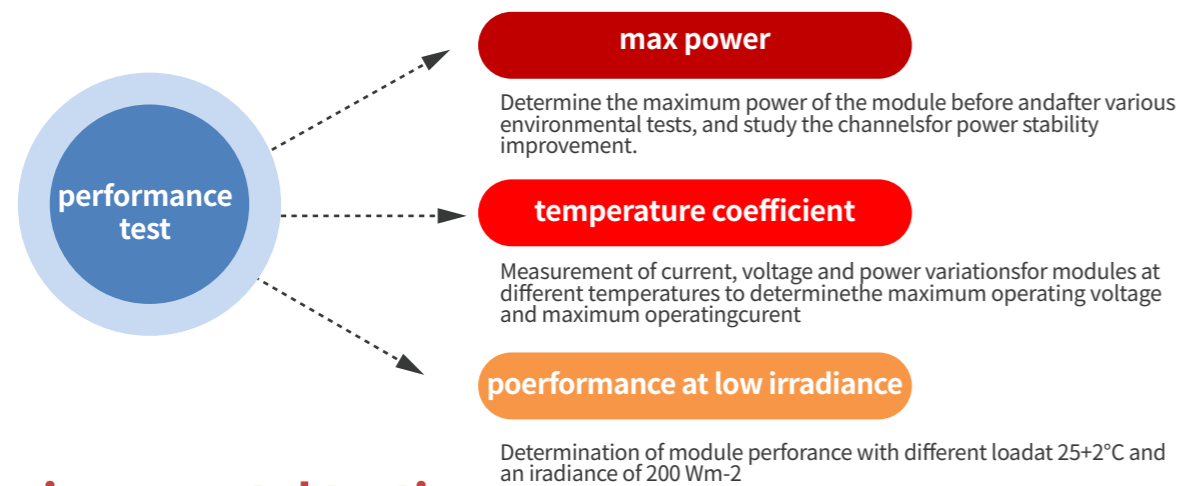 max power
Determine the maximum power of the module before andafter various
environmental tests, and study the channelsfor power stability
improvement.
performance
test
temperature coefficient
Measurement of current, voltage and power variationsfor modules at
different temperatures to determinethe maximum operating voltage
and maximum operatingcurent
poerformance at low irradiance
Determination of module perforance with different loadat 25+2°C and
an iradiance of 200 Wm-2